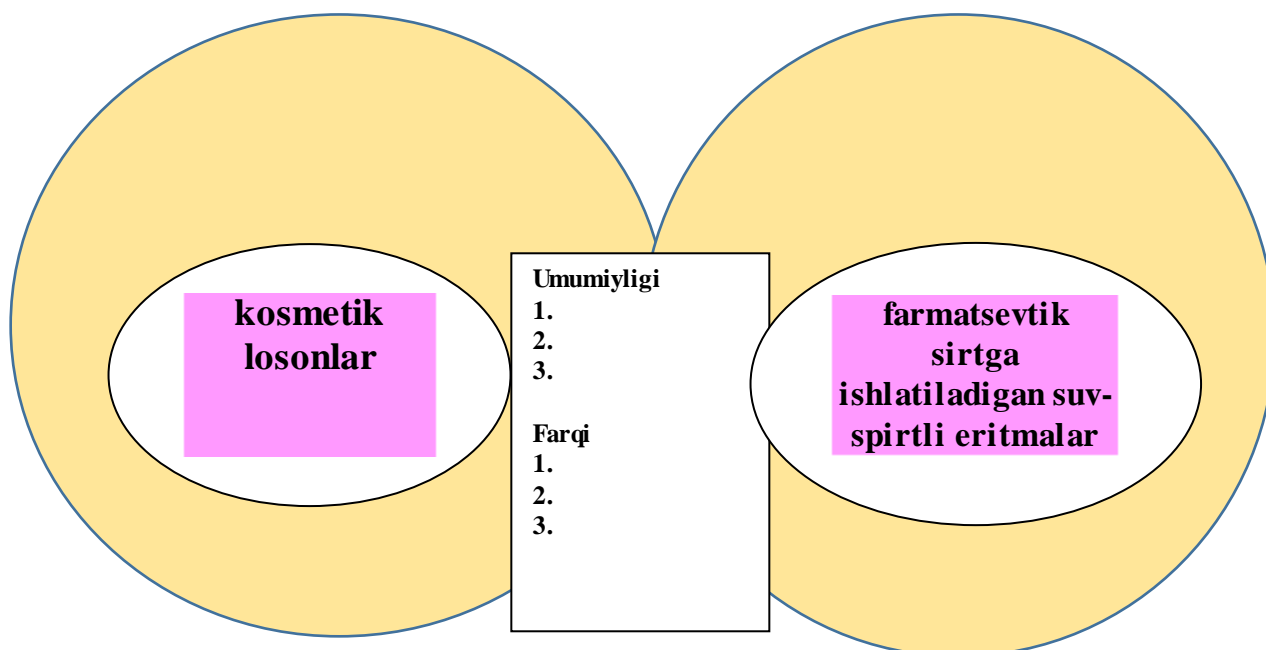 kosmetik
losonlar
Umumiyligi
1.
2.
3.
Farqi
1.
2.
3.
farmatsevtik
sirtga
ishlatiladigan suv-
spirtli eritmalar